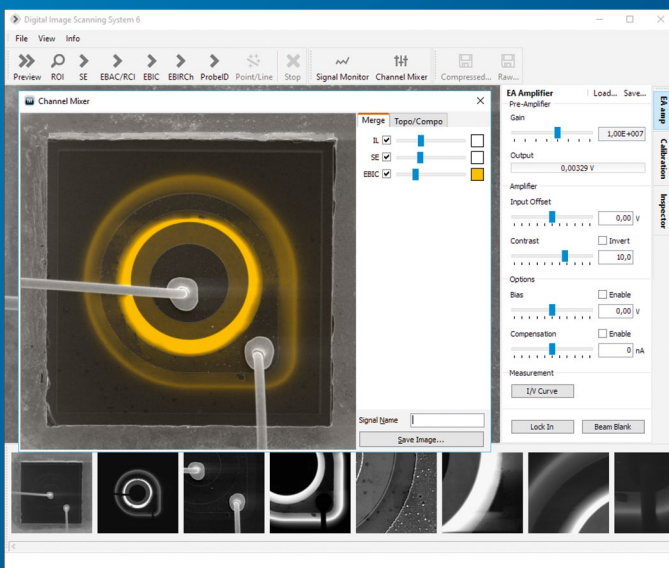 Digital Image Scanning System 6
File View Info
Preview ROI SE EBAC/RCI EBIC EBIRCh ProbeID Point/Line Stop Signal Monitor Channel Mixer Compressed... Raw...
Channel Mixer
Merge Topo/Compo
IL
SE
EBIC
Signal Name
Save Image...
EA Amplifier Load... Save...
Pre-Amplifier
Gain
1,00E+007
Output
0,00329 V
Amplifier
Input Offset
0,00 V
Contrast Invert
10,0
Options
Bias Enable
0,00 V
Compensation Enable
0 nA
Measurement
I/V Curve
Lock In Beam Blank
EA amp
Calibration
Inspector